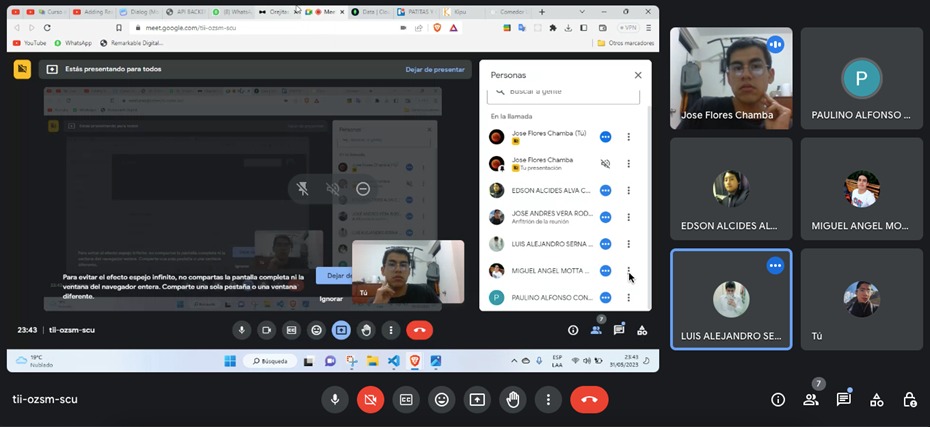 Curso
Adding Fe
Dialog (M
API BACKE
(8) Whats
Mee
PATITAS
Kipu
Comedor
meet.google.com/tii-ozsm-scu
VPN
YouTube
WhatsApp
Remarkable Digital...
Otros marcadores
Estás presentando para todos
Dejar de presentar
Personas
Buscar a gente
En la llamada
Jose Flores Chamba (Tú)
Jose Flores Chamba
Tu presentación
EDSON ALCIDES ALVA C...
JOSE ANDRES VERA ROD...
Anfitrión de la reunión
LUIS ALEJANDRO SERNA ...
MIGUEL ANGEL MOTTA ...
PAULINO ALFONSO CON...
Para evitar el efecto espejo infinito, no compartas la pantalla completa ni la
ventana del navegador entera. Comparte una sola pestaña o una ventana
diferente.
Dejar de
Ignorar
Tú
23:43
tii-ozsm-scu
7
19°C
Nublado
Búsqueda
ESP
LAA
23:43
31/05/2023
Jose Flores Chamba
P
PAULINO ALFONSO ...
EDSON ALCIDES AL...
MIGUEL ANGEL MO...
LUIS ALEJANDRO SE...
Tú
tii-ozsm-scu
7